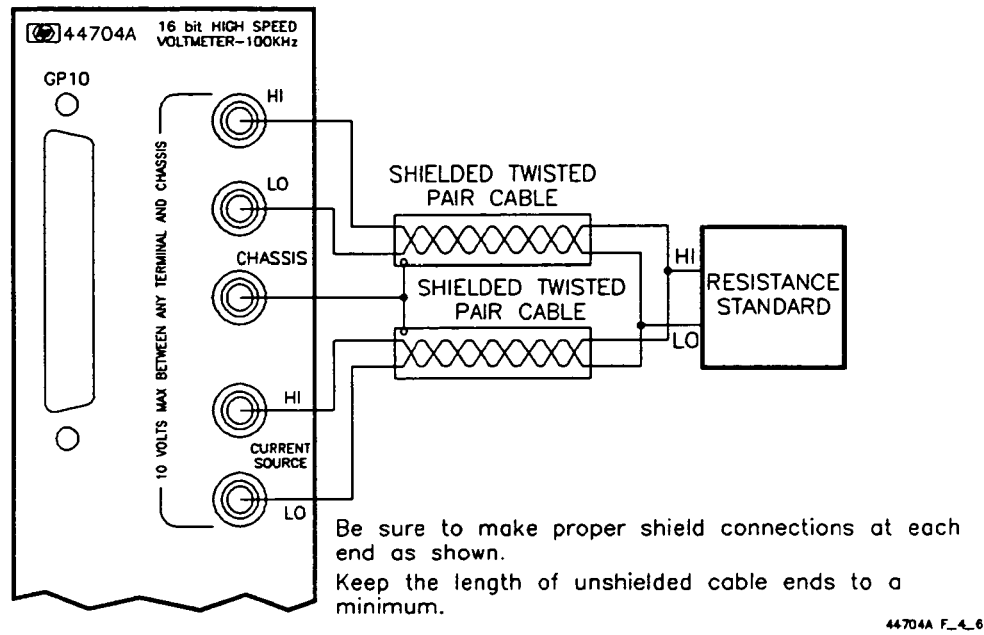 hp 44704A
16 bit HIGH SPEED
VOLTMETER-100KHz
GP10
HI
LO
CHASSIS
10 VOLTS MAX BETWEEN ANY TERMINAL AND CHASSIS
HI
CURRENT
SOURCE
LO
SHIELDED TWISTED
PAIR CABLE
SHIELDED TWISTED
PAIR CABLE
HI
LO
RESISTANCE
STANDARD
Be sure to make proper shield connections at each
end as shown.
Keep the length of unshielded cable ends to a
minimum.
44704A F_4_6